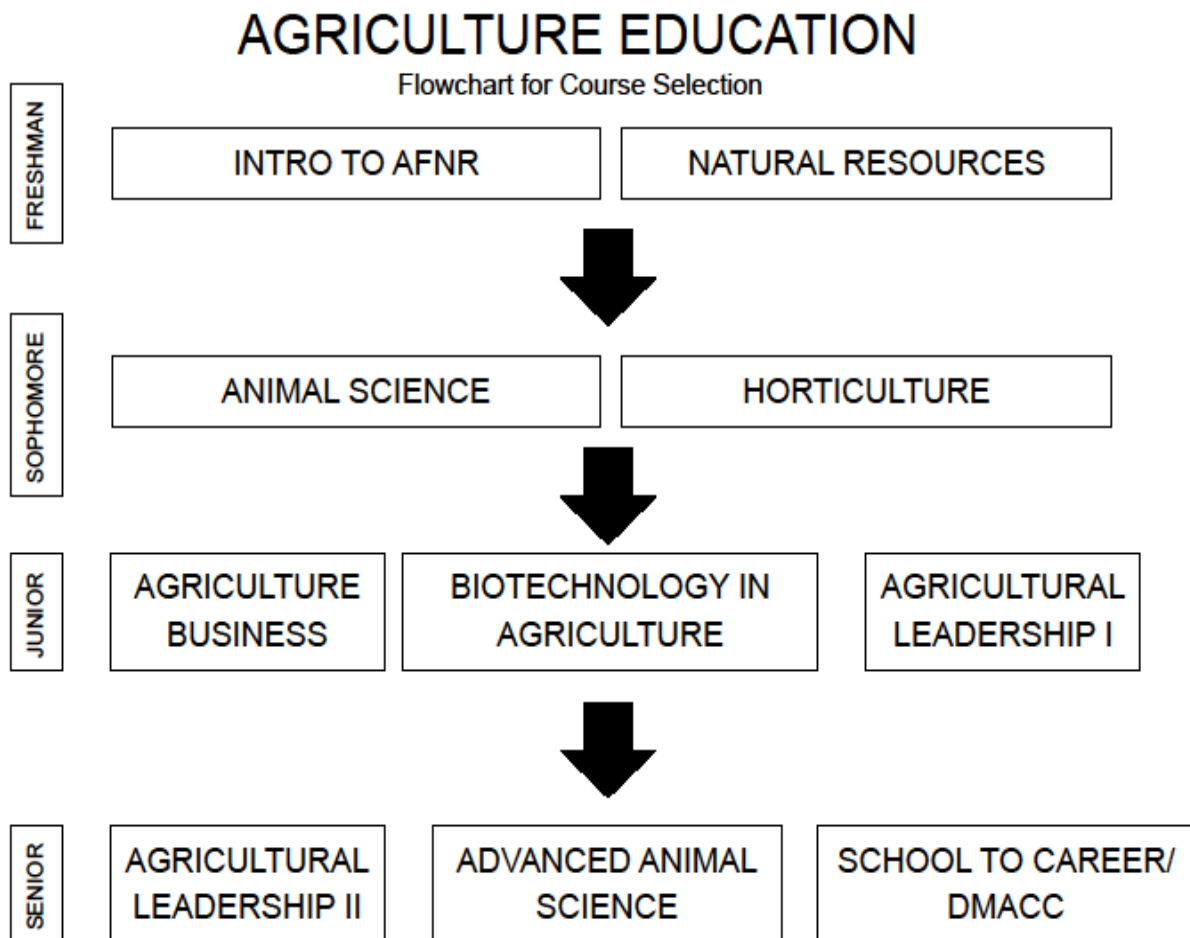 AGRICULTURE EDUCATION
Flowchart for Course Selection
FRESHMAN
INTRO TO AFNR
NATURAL RESOURCES
SOPHOMORE
ANIMAL SCIENCE
HORTICULTURE
JUNIOR
AGRICULTURE
BUSINESS
BIOTECHNOLOGY IN
AGRICULTURE
AGRICULTURAL
LEADERSHIP I
SENIOR
AGRICULTURAL
LEADERSHIP II
ADVANCED ANIMAL
SCIENCE
SCHOOL TO CAREER/
DMACC